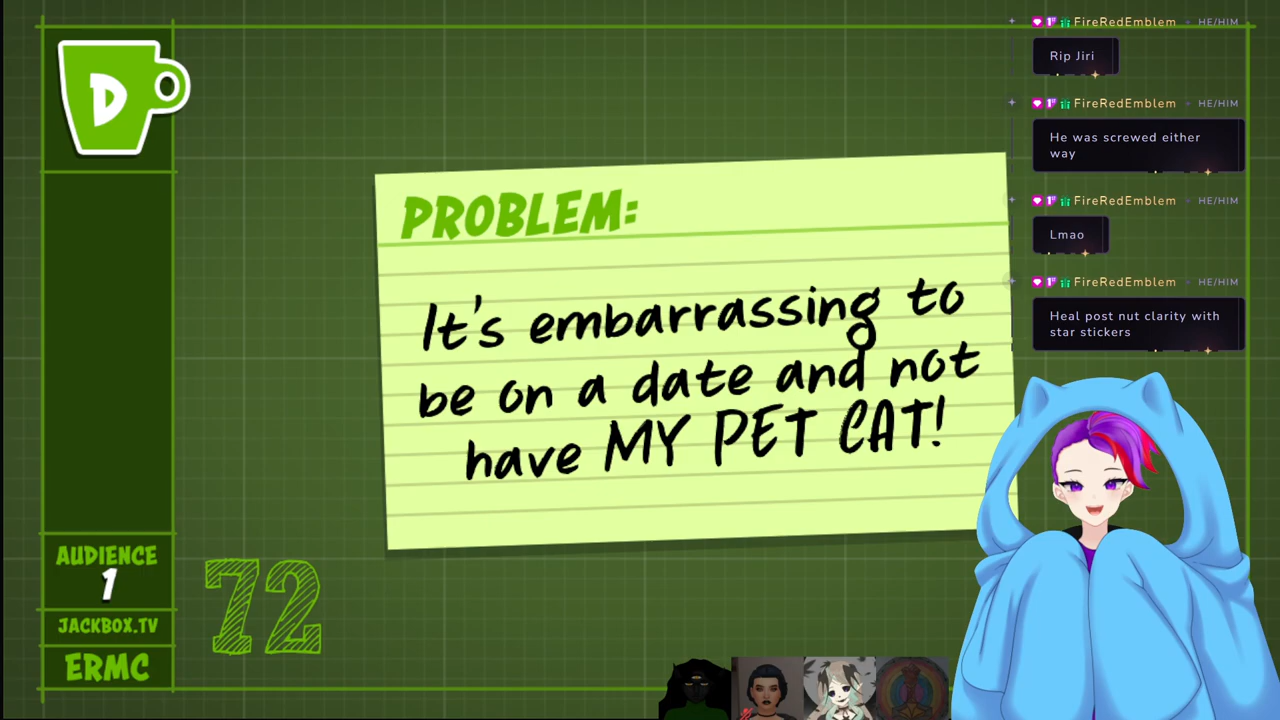 D
AUDIENCE
1
JACKBOX.TV
ERMC
72
PROBLEM:
It's embarrassing to
be on a date and not
have MY PET CAT!
FireRedEmblem HE/HIM
Rip Jiri
FireRedEmblem HE/HIM
He was screwed either
way
FireRedEmblem HE/HIM
Lmao
FireRedEmblem HE/HIM
Heal post nut clarity with
star stickers